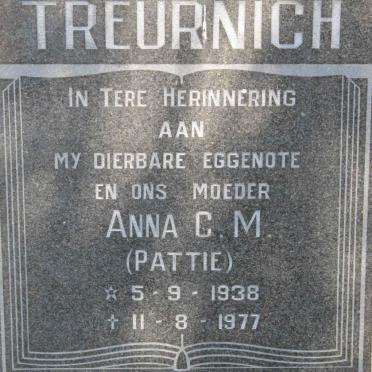 TREURNICH
IN TERE HERINNERING
AAN
MY DIERBARE EGGENOTE
EN ONS MOEDER
ANNA C. M.
(PATTIE)
☆ 5 - 9 - 1938
✝ 11 - 8 - 1977